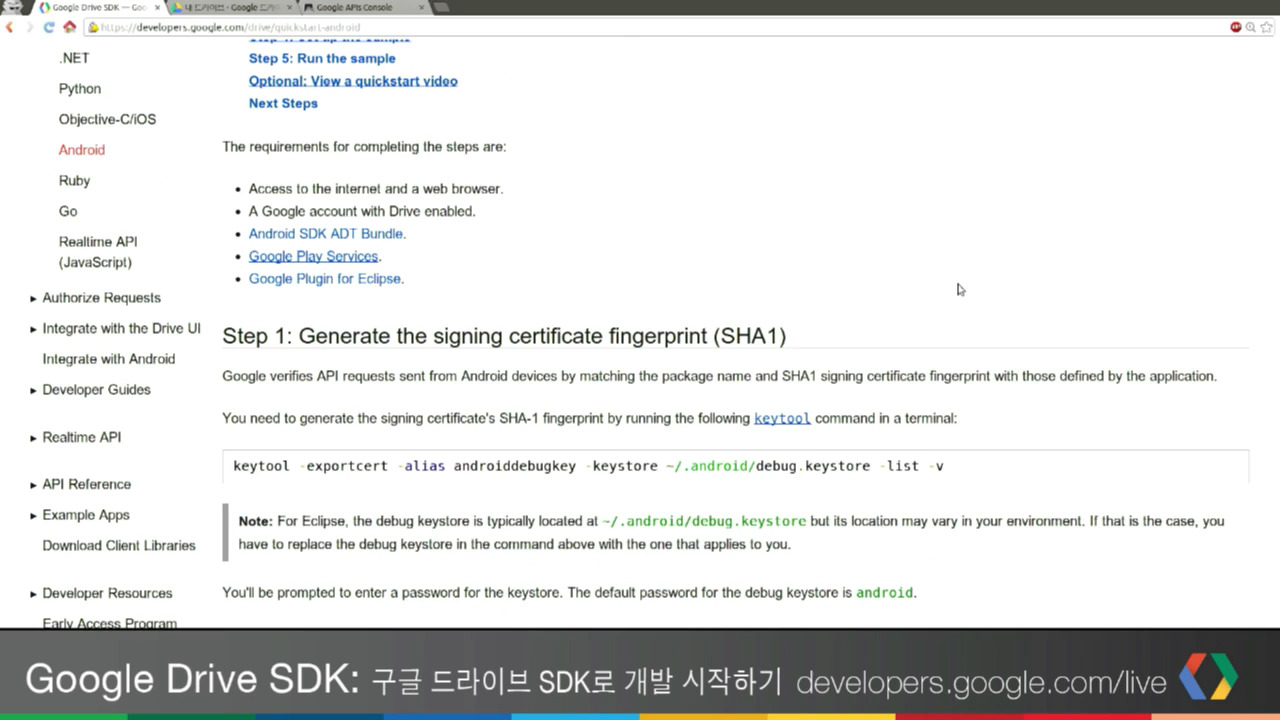 Google Drive SDK — Goo
내 드라이브 - Google 드라이
Google APIs Console
https://developers.google.com/drive/quickstart-android
.NET
Python
Objective-C/iOS
Android
Ruby
Go
Realtime API
(JavaScript)
Authorize Requests
Integrate with the Drive UI
Integrate with Android
Developer Guides
Realtime API
API Reference
Example Apps
Download Client Libraries
Developer Resources
Early Access Program
Step 5: Run the sample
Optional: View a quickstart video
Next Steps
The requirements for completing the steps are:
Access to the internet and a web browser.
A Google account with Drive enabled.
Android SDK ADT Bundle.
Google Play Services.
Google Plugin for Eclipse.
Step 1: Generate the signing certificate fingerprint (SHA1)
Google verifies API requests sent from Android devices by matching the package name and SHA1 signing certificate fingerprint with those defined by the application.
You need to generate the signing certificate's SHA-1 fingerprint by running the following keytool command in a terminal:
keytool -exportcert -alias androiddebugkey -keystore ~/.android/debug.keystore -list -v
Note: For Eclipse, the debug keystore is typically located at ~/.android/debug.keystore but its location may vary in your environment. If that is the case, you
have to replace the debug keystore in the command above with the one that applies to you.
You'll be prompted to enter a password for the keystore. The default password for the debug keystore is android.
Google Drive SDK: 구글 드라이브 SDK로 개발 시작하기 developers.google.com/live